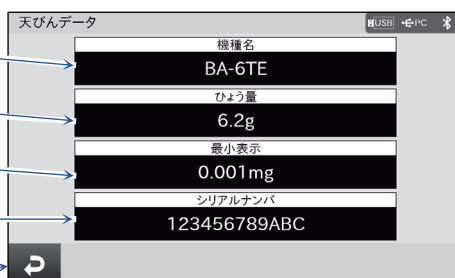 天びんデータ
USB PC
機種名
BA-6TE
ひょう量
6.2g
最小表示
0.001mg
シリアルナンバ
123456789ABC